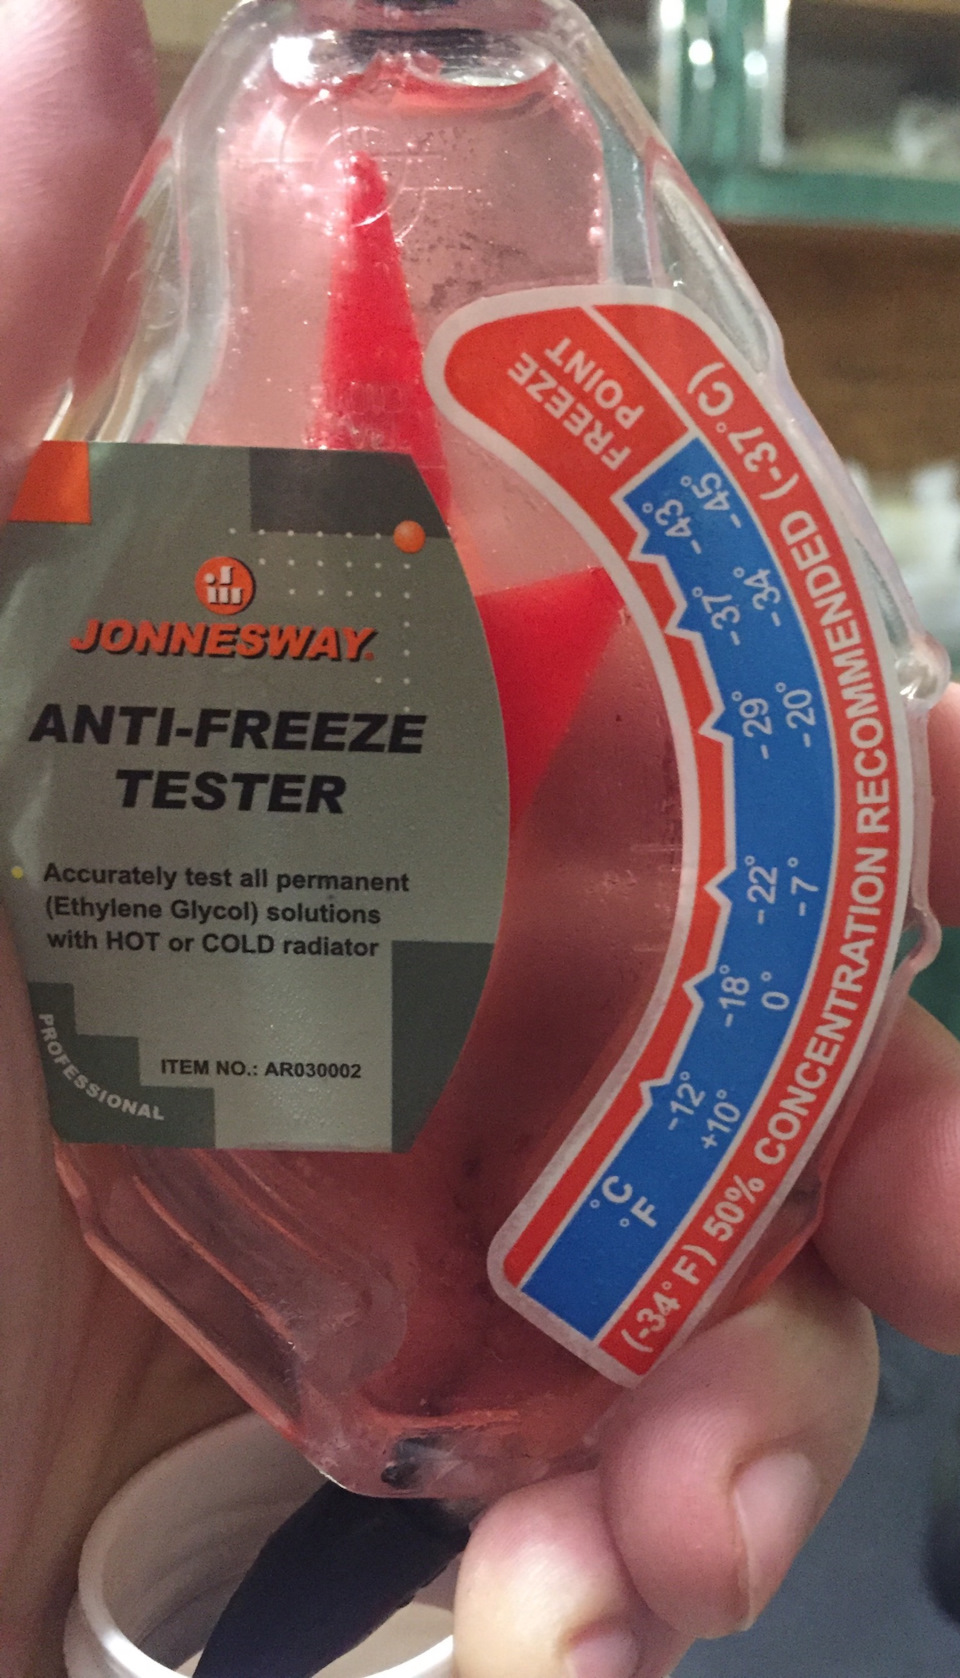 JONNESWAY
ANTI-FREEZE
TESTER
Accurately test all permanent
(Ethylene Glycol) solutions
with HOT or COLD radiator
ITEM NO.: AR030002
PROFESSIONAL
FREEZE
POINT
-45°
-43°
-34°
-37°
-20°
-29°
-7°
-22°
0°
-18°
+10°
-12°
°C
°F
(-34°F) 50% CONCENTRATION RECOMMENDED (-37°C)